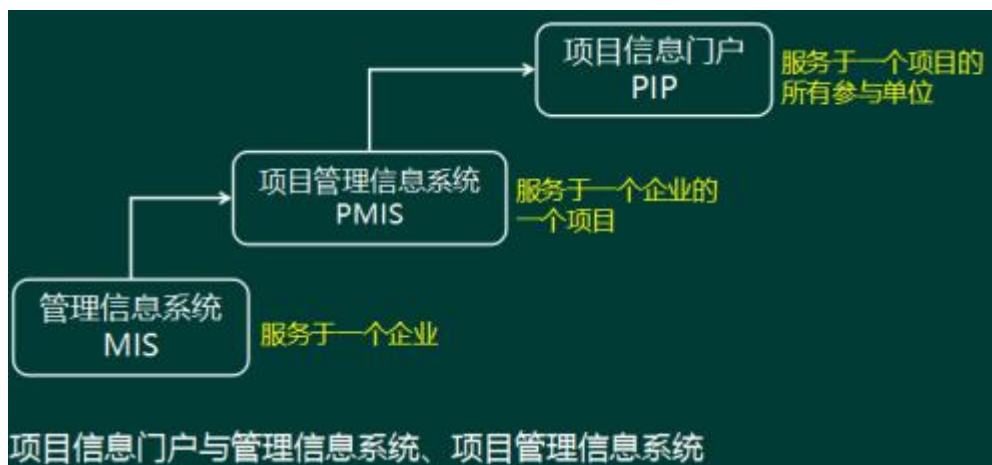 项目信息门户
PIP
服务于一个项目的
所有参与单位
项目管理信息系统
PMIS
服务于一个企业的
一个项目
管理信息系统
MIS
服务于一个企业
项目信息门户与管理信息系统、项目管理信息系统